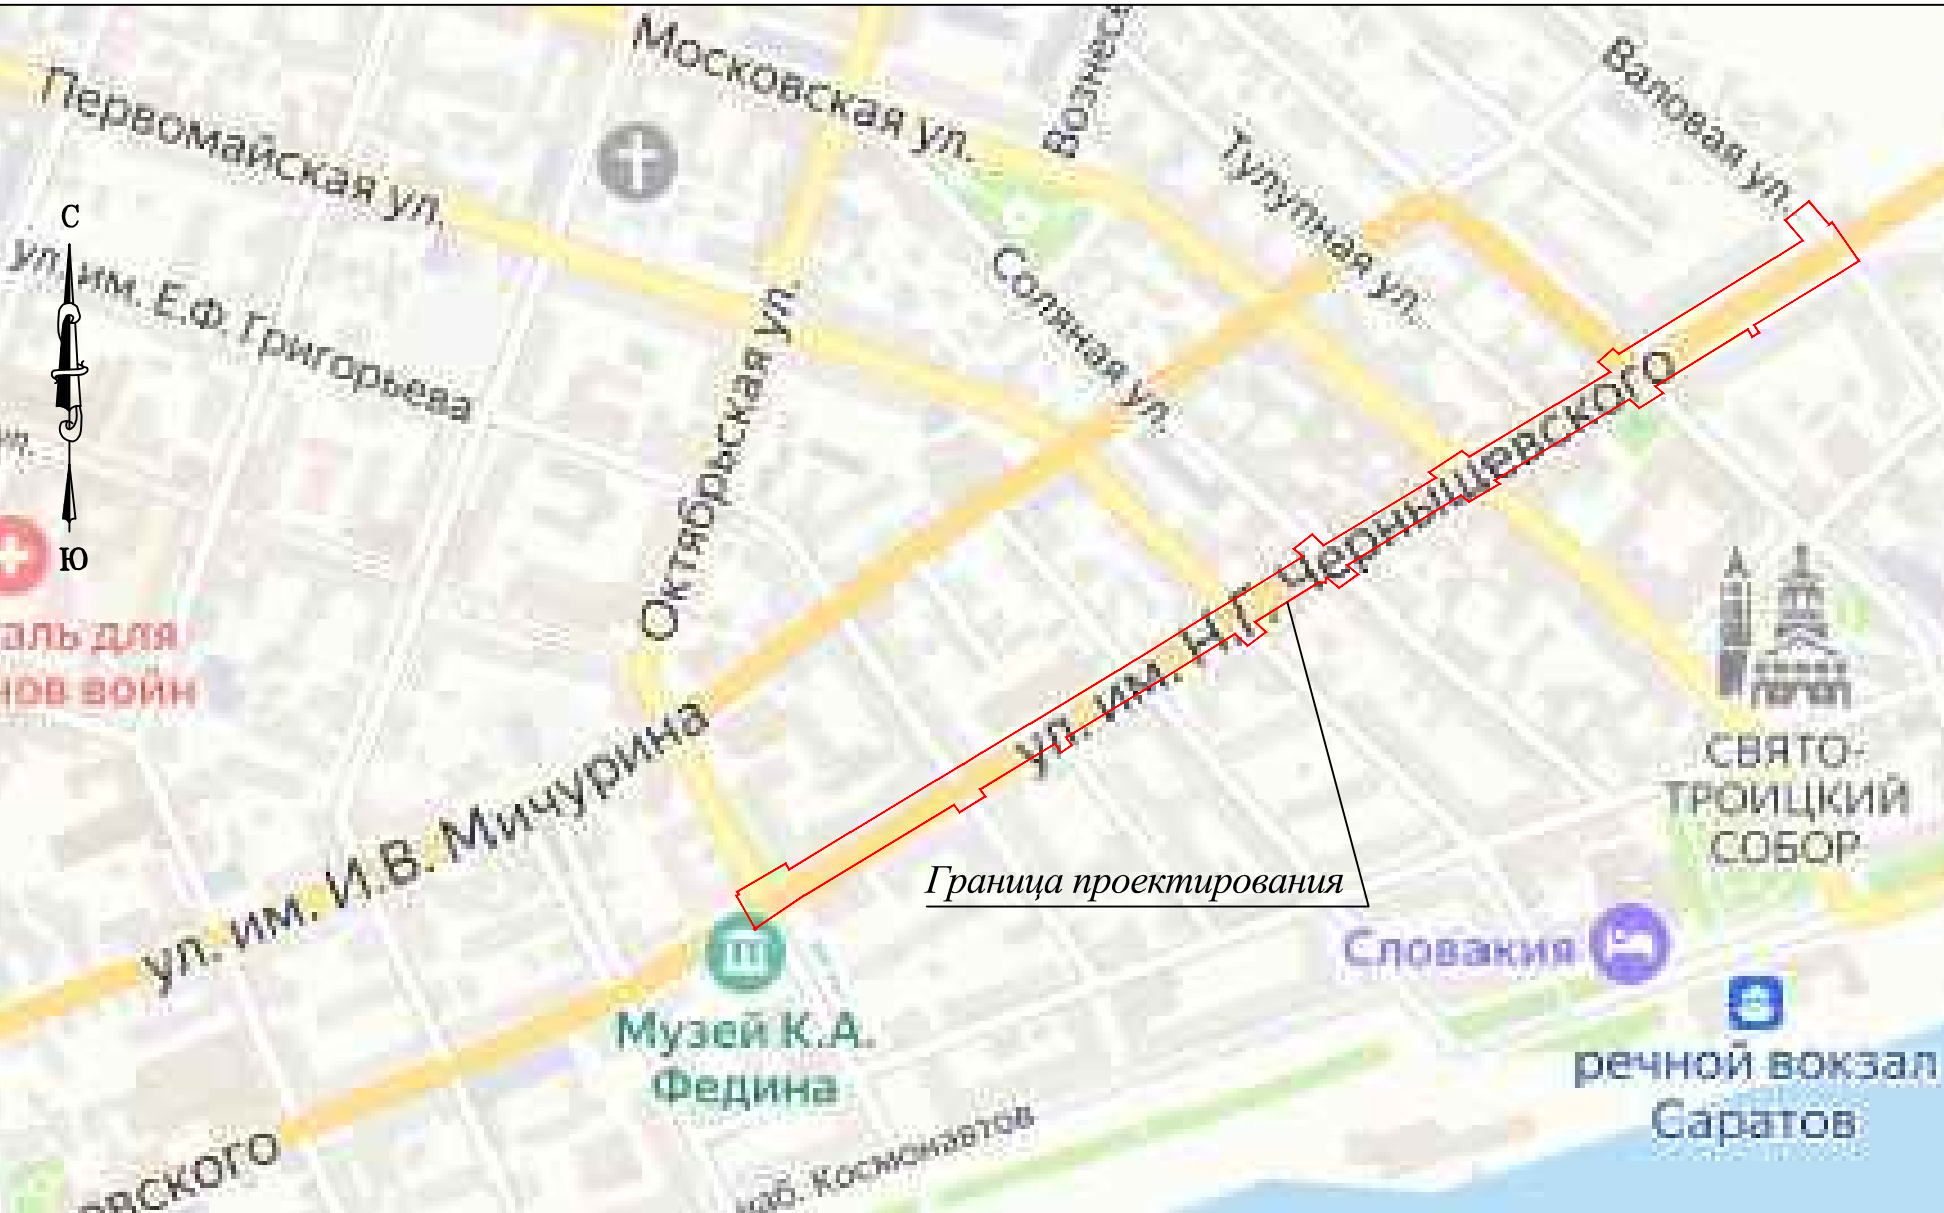 Московская ул.
Вознес
Валовая ул.
Первомайская ул.
Тулупная ул.
С
ул. им. Е.Ф. Григорьева
Соляная ул.
Октябрьская ул.
ул.
Ю
аль для
нов войн
ул. им. Н.Г. Чернышевского
ул. им. И.В. Мичурина
СВЯТО-
ТРОИЦКИЙ
СОБОР
Граница проектирования
Словакия
Музей К.А.
Федина
речной вокзал
Саратов
наб. Космонавтов
евского